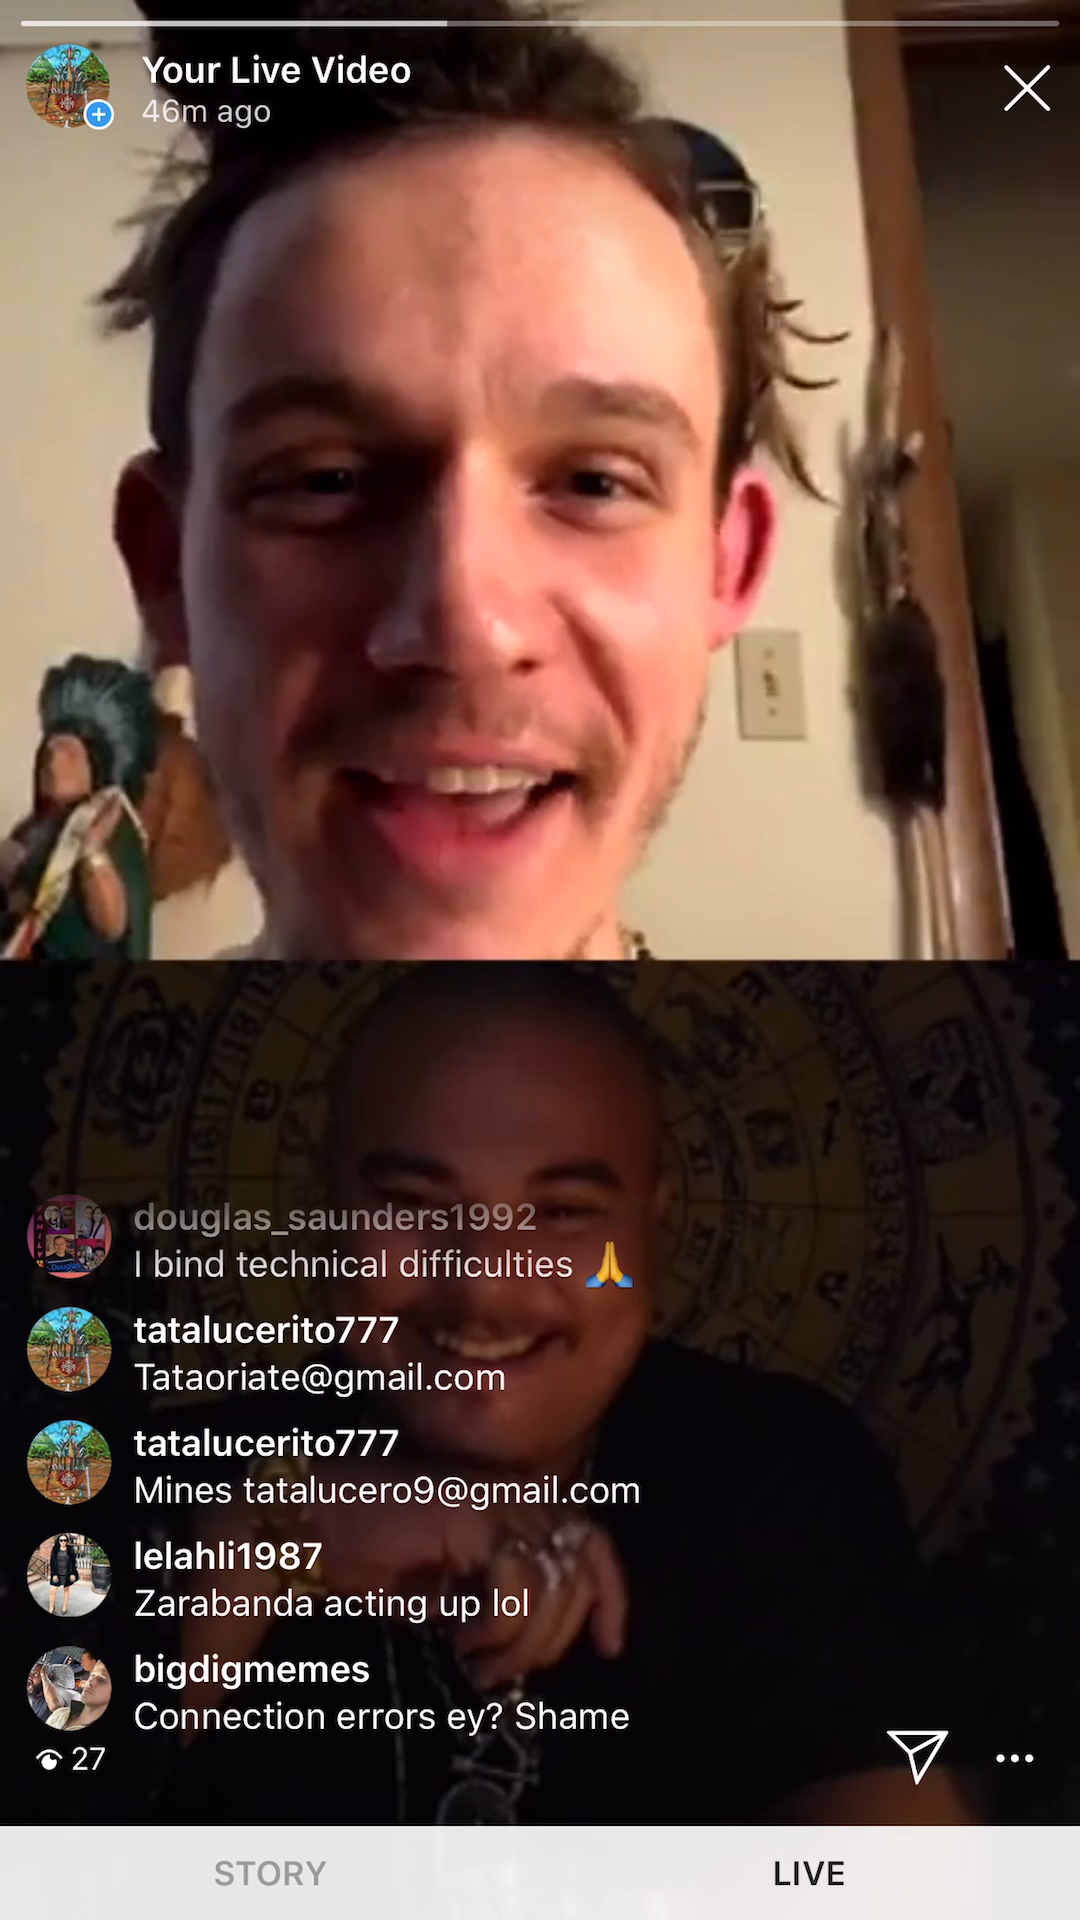 Your Live Video
46m ago
douglas_saunders1992
I bind technical difficulties 🙏
tatalucerito777
Tataoriate@gmail.com
tatalucerito777
Mines tatalucero9@gmail.com
lelahli1987
Zarabanda acting up lol
bigdigmemes
Connection errors ey? Shame
27
STORY
LIVE